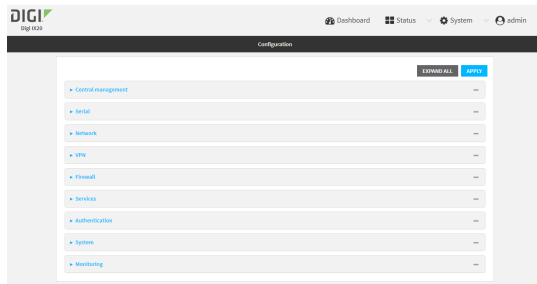 DIGI
Digi IX20
Dashboard Status System admin
Configuration
EXPAND ALL APPLY
Central management
Serial
Network
VPN
Firewall
Services
Authentication
System
Monitoring